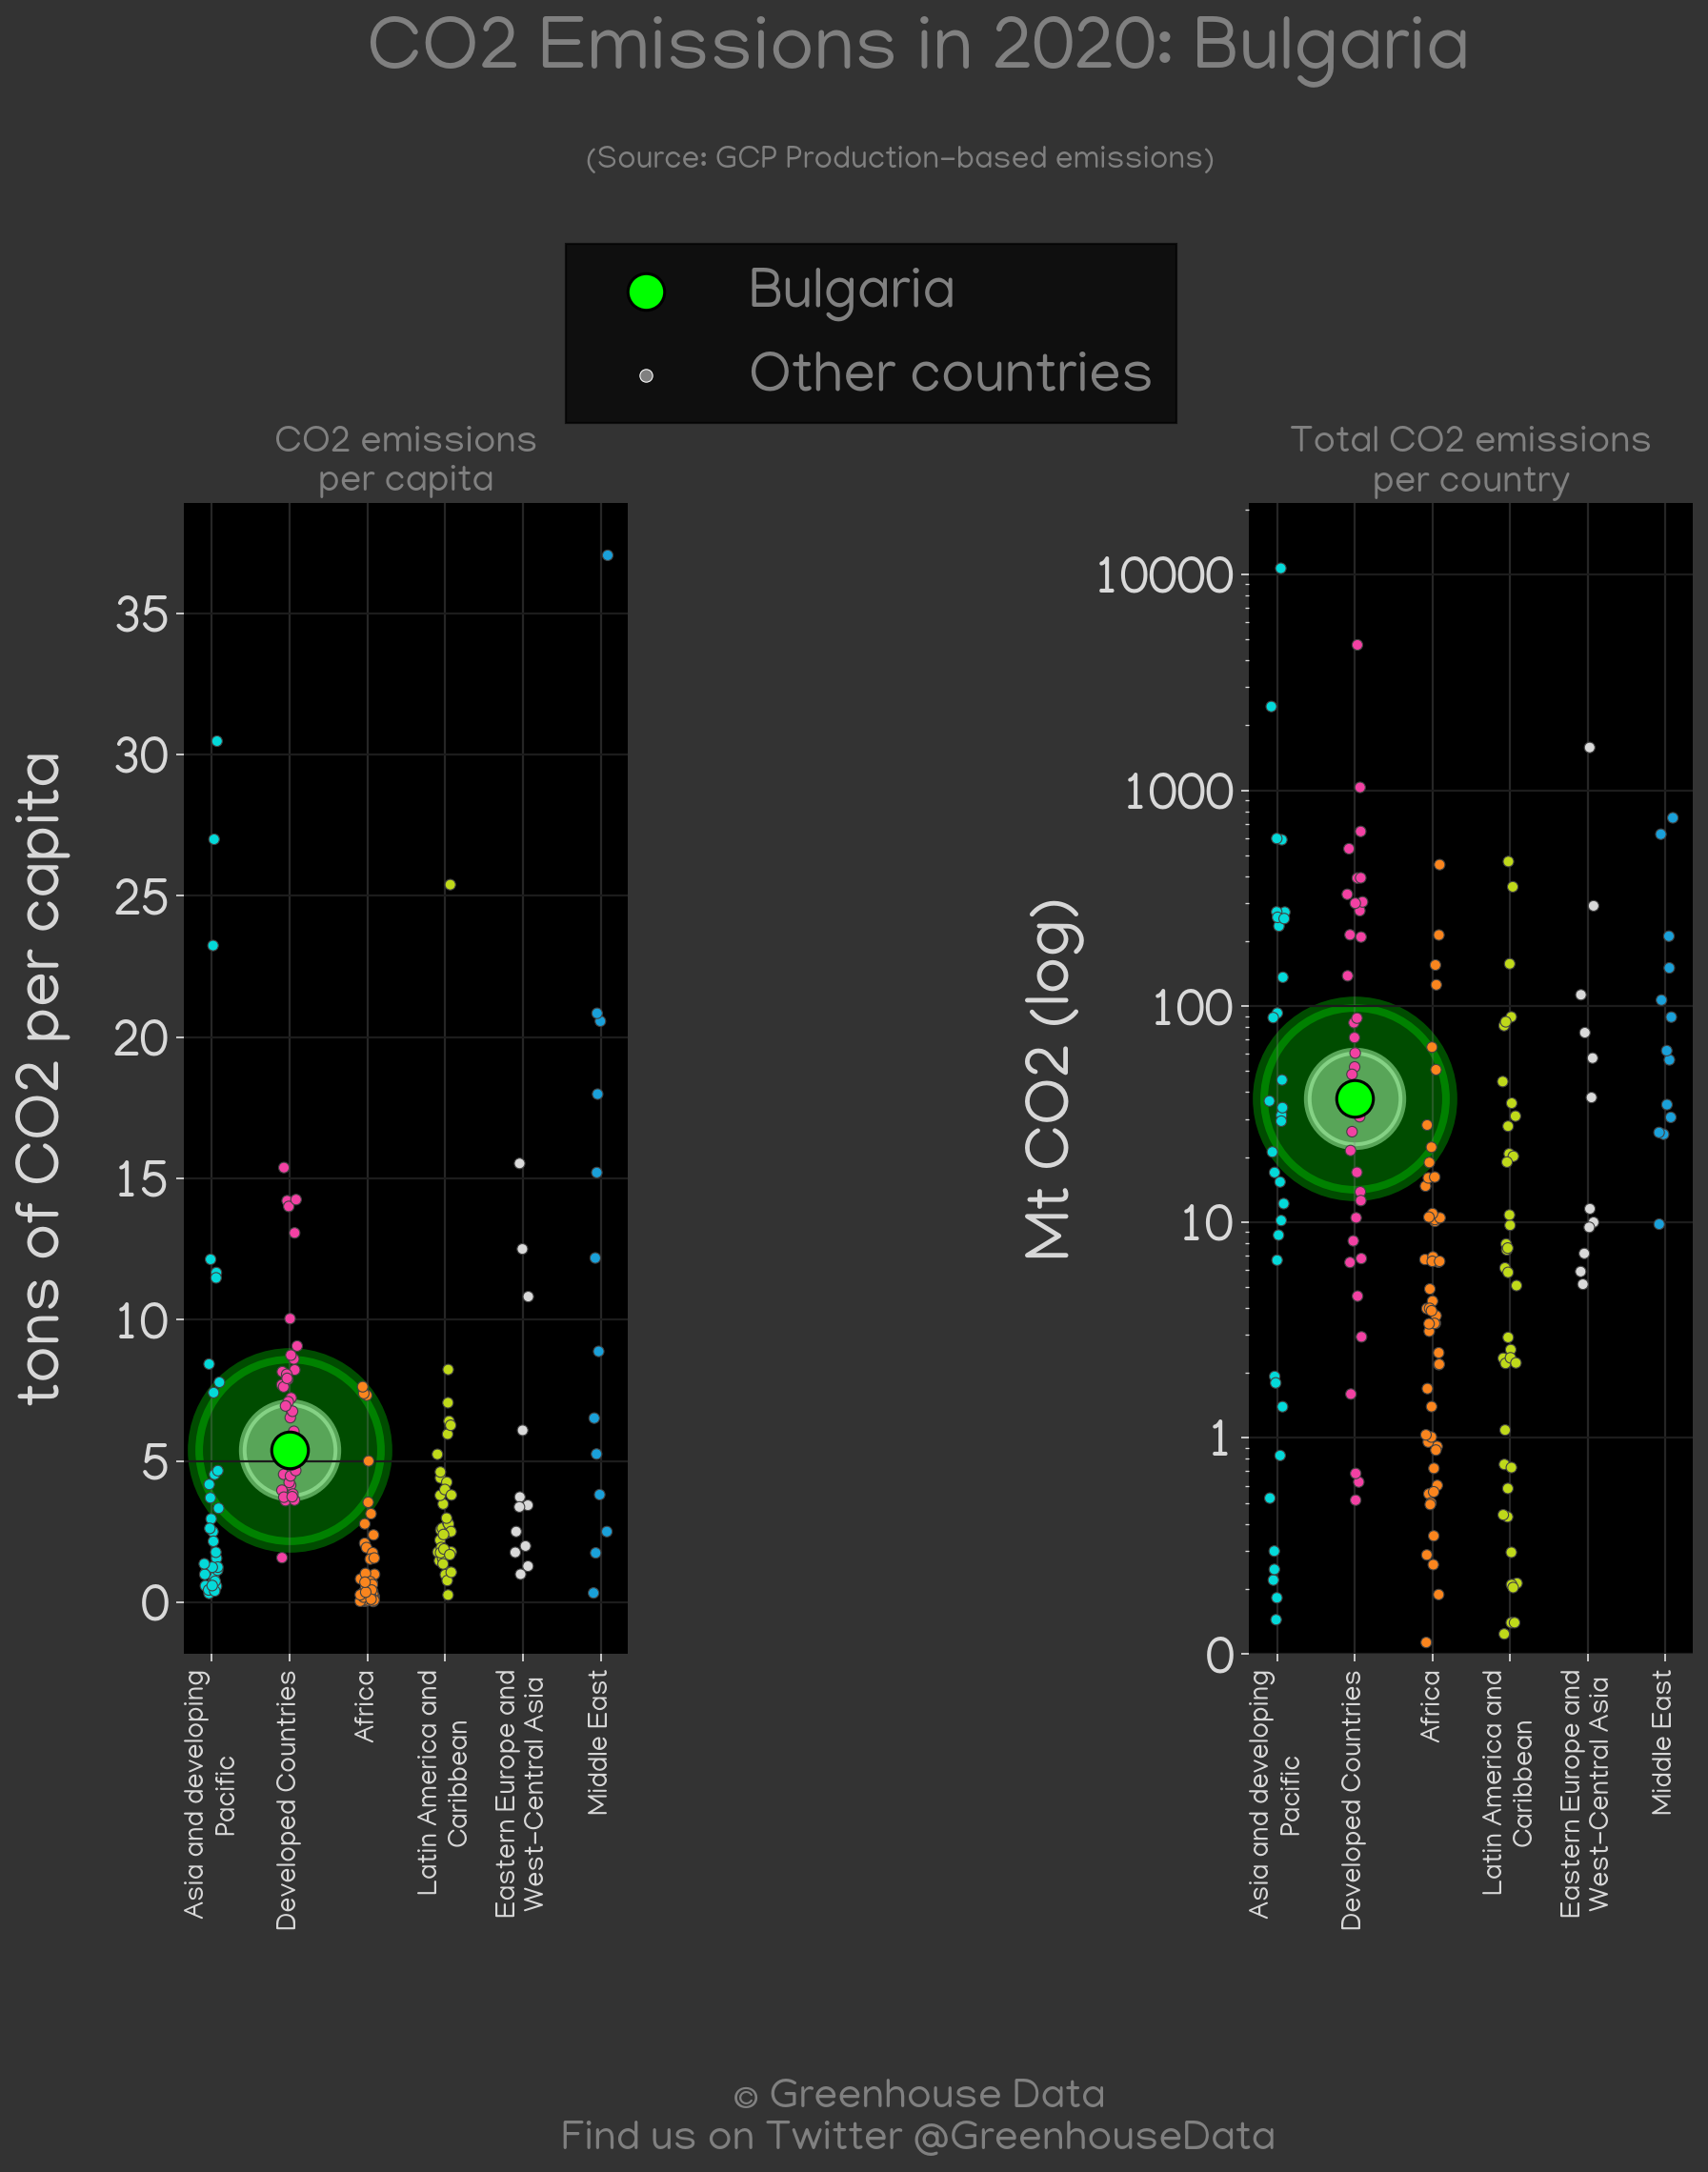 CO2 Emissions in 2020: Bulgaria
(Source: GCP Production-based emissions)
Bulgaria
Other countries
CO2 emissions
per capita
tons of CO2 per capita
35
30
25
20
15
10
5
0
Asia and developing
Pacific
Developed Countries
Africa
Latin America and
Caribbean
Eastern Europe and
West-Central Asia
Middle East
Total CO2 emissions
per country
Mt CO2 (log)
10000
1000
100
10
1
0
Asia and developing
Pacific
Developed Countries
Africa
Latin America and
Caribbean
Eastern Europe and
West-Central Asia
Middle East
© Greenhouse Data
Find us on Twitter @GreenhouseData